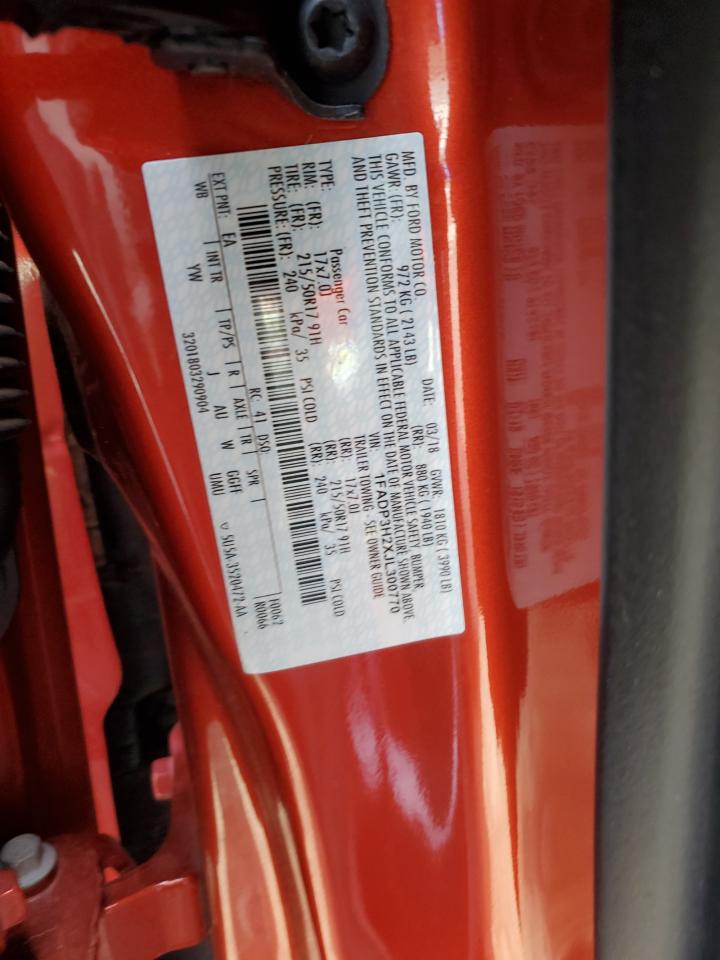 MFD. BY FORD MOTOR CO. DATE: 03/18 GVWR: 1810 KG ( 3990 LB)
GAWR: (FR): 972 KG ( 2143 LB) (RR): 880 KG ( 1940 LB)
THIS VEHICLE CONFORMS TO ALL APPLICABLE FEDERAL MOTOR VEHICLE SAFETY, BUMPER,
AND THEFT PREVENTION STANDARDS IN EFFECT ON THE DATE OF MANUFACTURE SHOWN ABOVE
VIN: 1FADP3H2XJL300770
TYPE: Passenger Car TRAILER TOWING - SEE OWNER GUIDE
RIM: (FR): 17x7.0J (RR): 17x7.0J
TIRE: (FR): 215/50R17 91H (RR): 215/50R17 91H
PRESSURE: (FR): 240 kPa/ 35 PSI COLD (RR): 240 kPa/ 35 PSI COLD
RC: 41 DSO:
EXT PNT: EA | INT TR | TP/PS | R | AXLE | TR | SPR
WB YW J AU W GGFF UMU
T0062
R0066
3201803290904 5U5A-3520472-AA